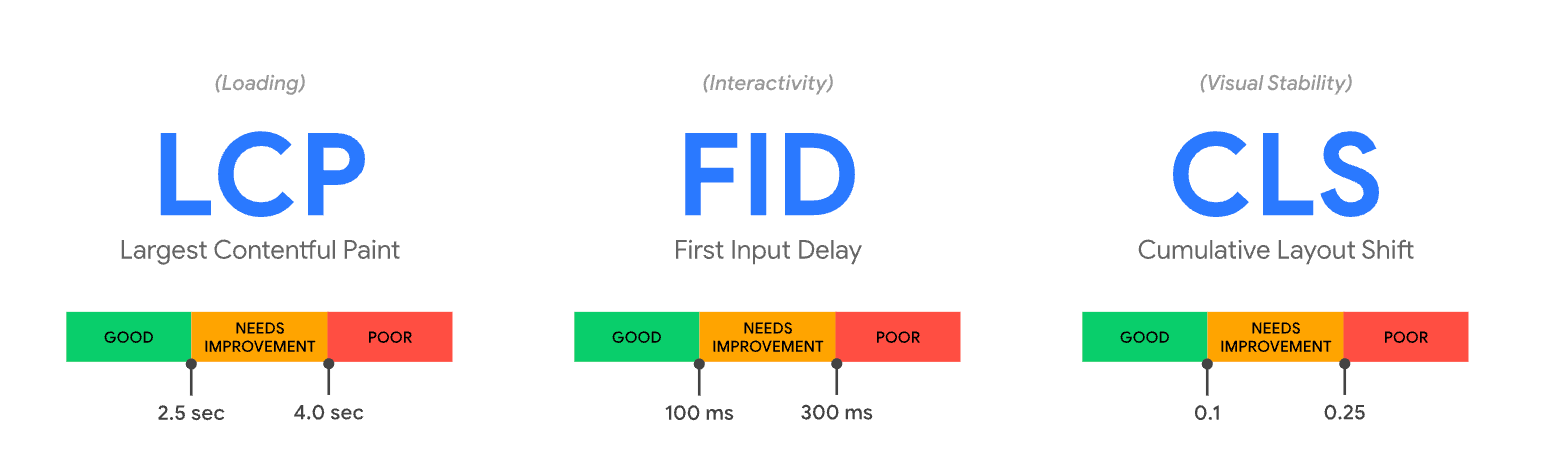 (Loading)
LCP
Largest Contentful Paint
GOOD
NEEDS
IMPROVEMENT
POOR
2.5 sec
4.0 sec
(Interactivity)
FID
First Input Delay
GOOD
NEEDS
IMPROVEMENT
POOR
100 ms
300 ms
(Visual Stability)
CLS
Cumulative Layout Shift
GOOD
NEEDS
IMPROVEMENT
POOR
0.1
0.25